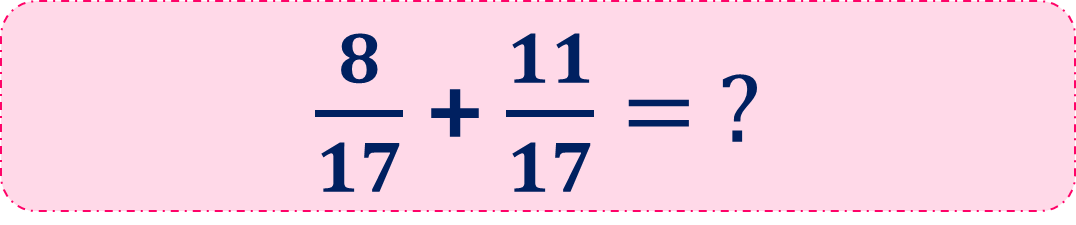 8/17 + 11/17 = ?